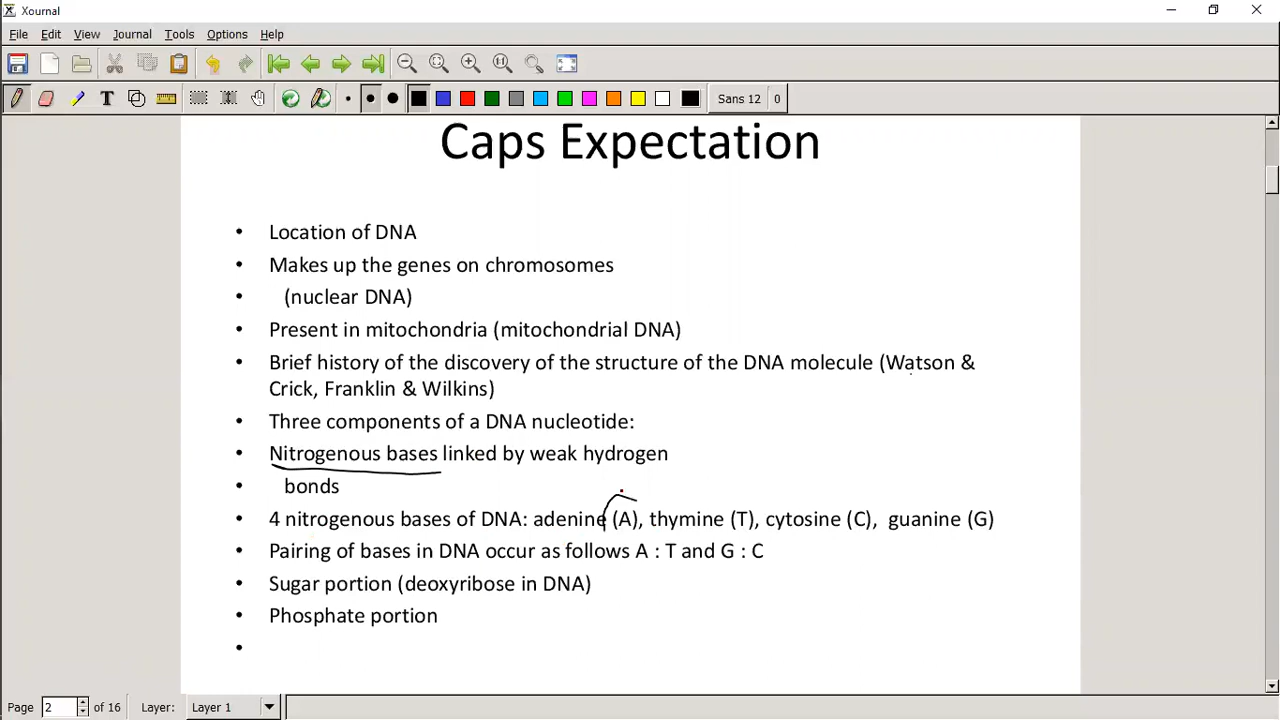 Xournal
File Edit View Journal Tools Options Help
Sans 12 0
Caps Expectation
• Location of DNA
• Makes up the genes on chromosomes
• (nuclear DNA)
• Present in mitochondria (mitochondrial DNA)
• Brief history of the discovery of the structure of the DNA molecule (Watson &
Crick, Franklin & Wilkins)
• Three components of a DNA nucleotide:
• Nitrogenous bases linked by weak hydrogen
• bonds
• 4 nitrogenous bases of DNA: adenine (A), thymine (T), cytosine (C), guanine (G)
• Pairing of bases in DNA occur as follows A : T and G : C
• Sugar portion (deoxyribose in DNA)
• Phosphate portion
•
Page 2 of 16 Layer: Layer 1